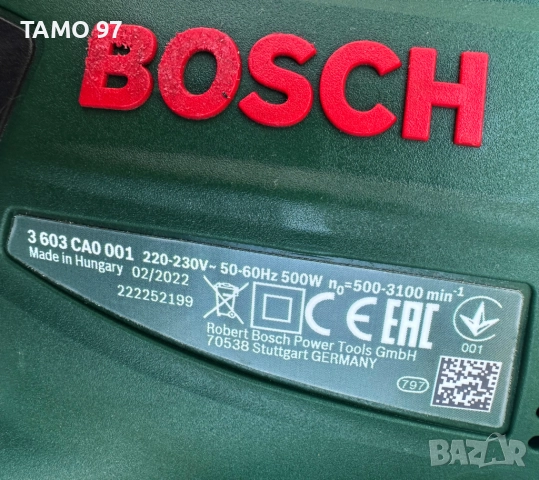 TAMO 97
BOSCH
3 603 CA0 001 220-230V~ 50-60Hz 500W n₀=500-3100 min⁻¹
Made in Hungary 02/2022
222252199
CE EAC
001
Robert Bosch Power Tools GmbH
70538 Stuttgart GERMANY
797
BAZAR